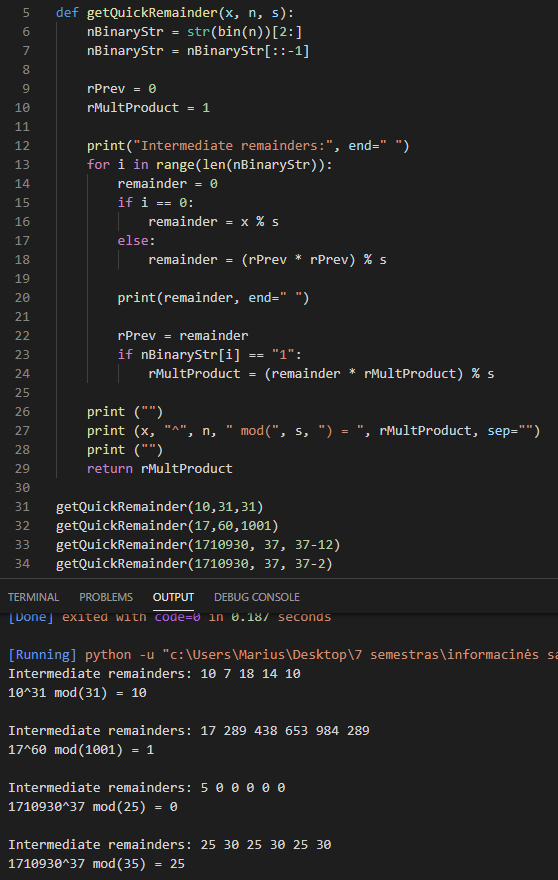 5 def getQuickRemainder(x, n, s):
6 nBinaryStr = str(bin(n))[2:]
7 nBinaryStr = nBinaryStr[::-1]
8
9 rPrev = 0
10 rMultProduct = 1
11
12 print("Intermediate remainders:", end=" ")
13 for i in range(len(nBinaryStr)):
14 remainder = 0
15 if i == 0:
16 remainder = x % s
17 else:
18 remainder = (rPrev * rPrev) % s
19
20 print(remainder, end=" ")
21
22 rPrev = remainder
23 if nBinaryStr[i] == "1":
24 rMultProduct = (remainder * rMultProduct) % s
25
26 print ("")
27 print (x, "^", n, " mod(", s, ") = ", rMultProduct, sep="")
28 print ("")
29 return rMultProduct
30
31 getQuickRemainder(10,31,31)
32 getQuickRemainder(17,60,1001)
33 getQuickRemainder(1710930, 37, 37-12)
34 getQuickRemainder(1710930, 37, 37-2)
TERMINAL PROBLEMS OUTPUT DEBUG CONSOLE
[Done] exited with code=0 in 0.187 seconds
[Running] python -u "c:\Users\Marius\Desktop\7 semestras\informacinės sa
Intermediate remainders: 10 7 18 14 10
10^31 mod(31) = 10
Intermediate remainders: 17 289 438 653 984 289
17^60 mod(1001) = 1
Intermediate remainders: 5 0 0 0 0 0
1710930^37 mod(25) = 0
Intermediate remainders: 25 30 25 30 25 30
1710930^37 mod(35) = 25